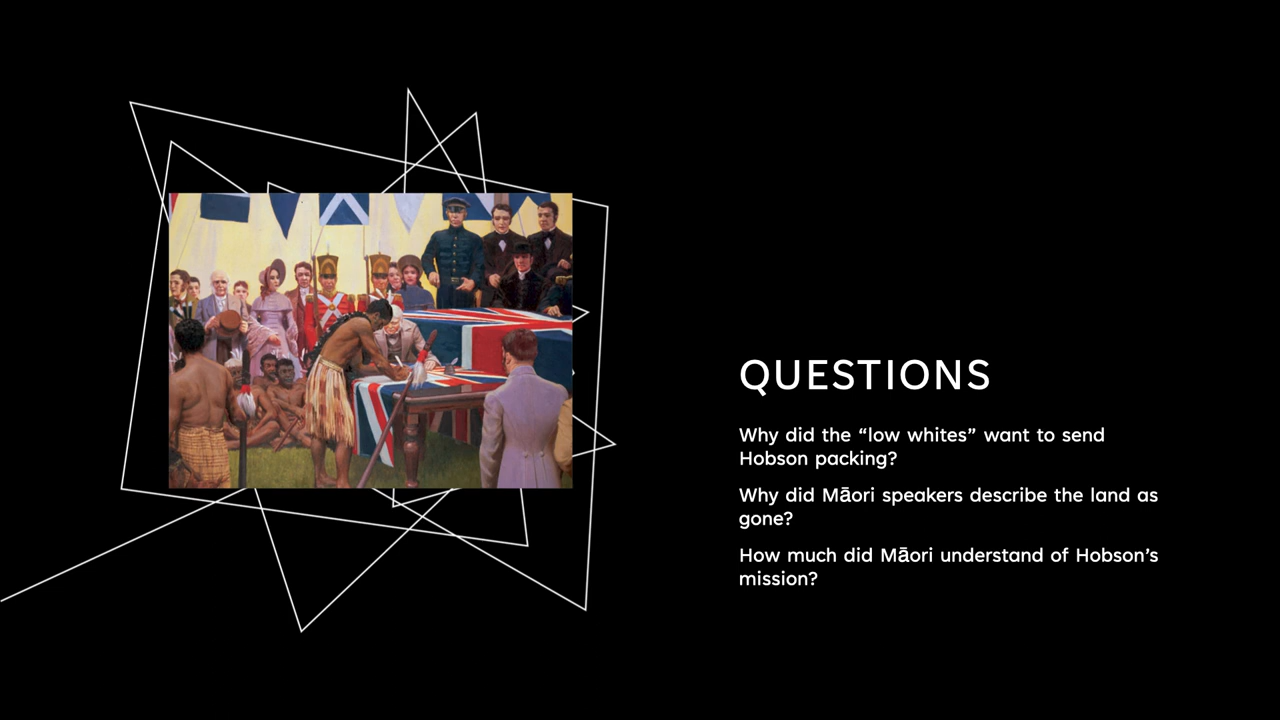 QUESTIONS
Why did the “low whites” want to send
Hobson packing?
Why did Māori speakers describe the land as
gone?
How much did Māori understand of Hobson’s
mission?